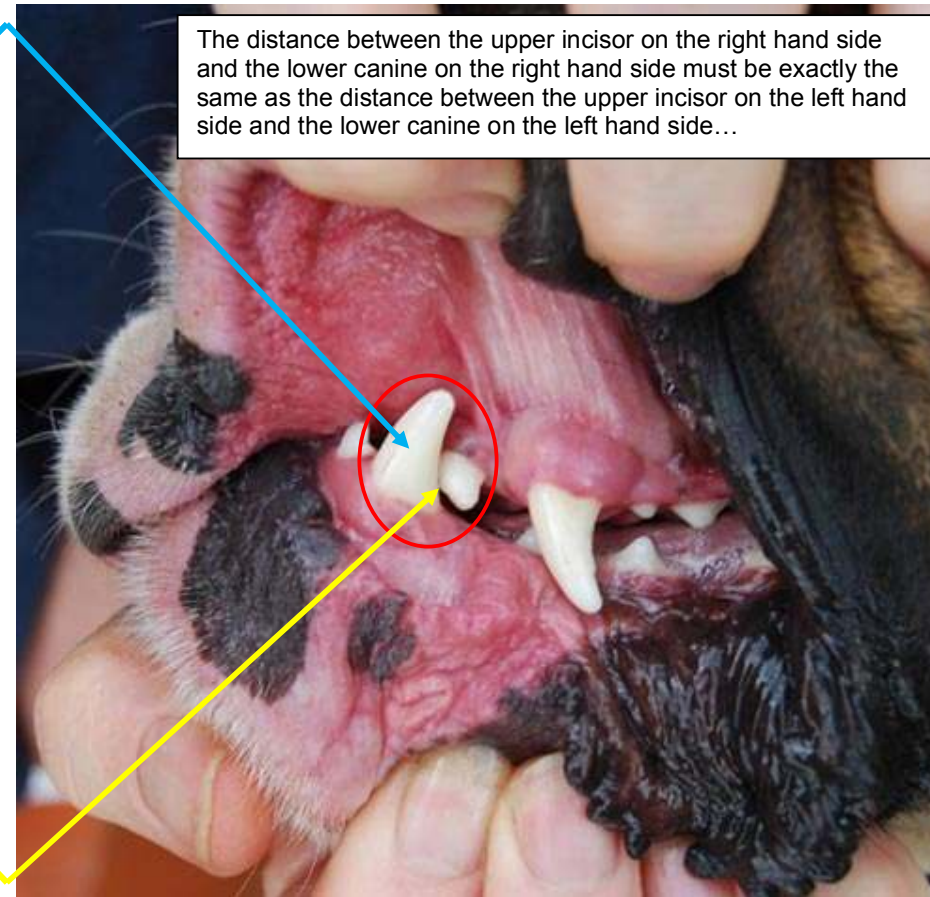 The distance between the upper incisor on the right hand side
and the lower canine on the right hand side must be exactly the
same as the distance between the upper incisor on the left hand
side and the lower canine on the left hand side…